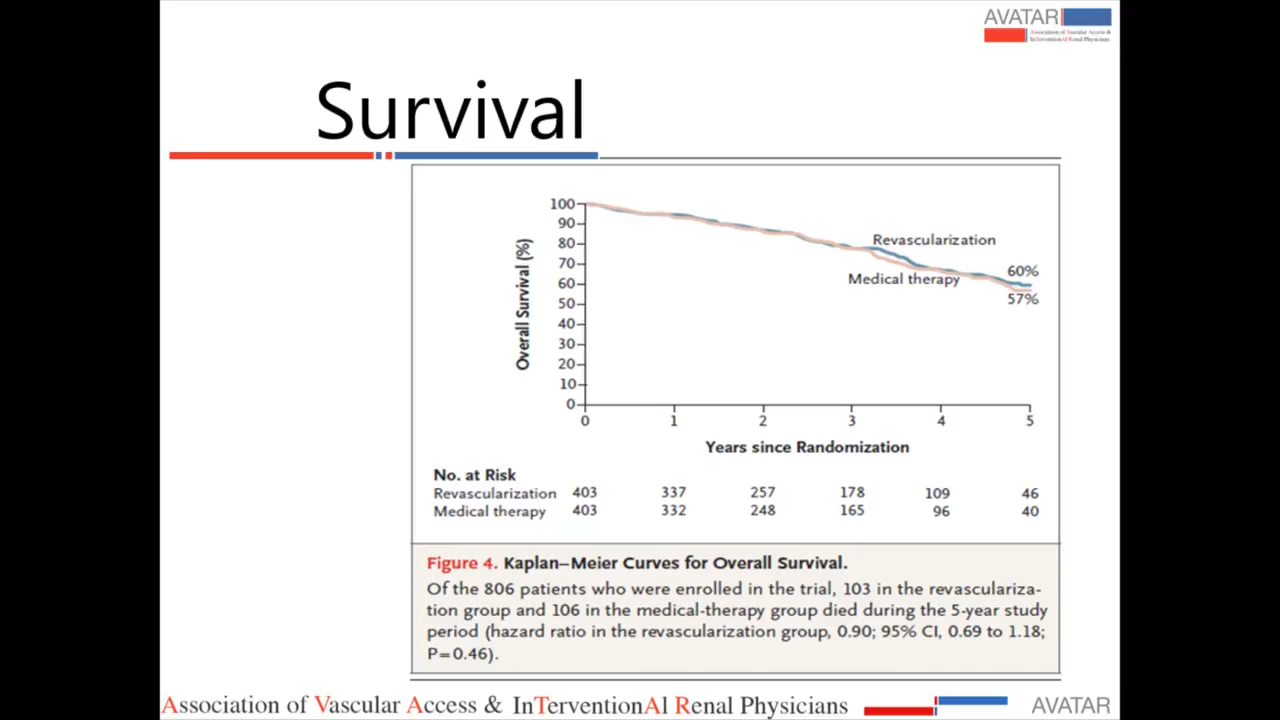 AVATAR
Association of Vascular Access &
InTerventionAl Renal Physicians
Survival
100
90
80
70
60
50
40
30
20
10
0
Overall Survival (%)
Revascularization
Medical therapy
60%
57%
0 1 2 3 4 5
Years since Randomization
No. at Risk
Revascularization 403 337 257 178 109 46
Medical therapy 403 332 248 165 96 40
Figure 4. Kaplan–Meier Curves for Overall Survival.
Of the 806 patients who were enrolled in the trial, 103 in the revasculariza-
tion group and 106 in the medical-therapy group died during the 5-year study
period (hazard ratio in the revascularization group, 0.90; 95% CI, 0.69 to 1.18;
P=0.46).
Association of Vascular Access & InTerventionAl Renal Physicians
AVATAR